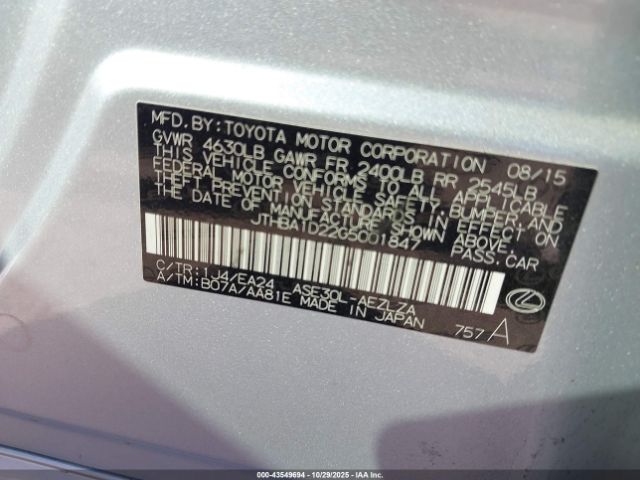 MFD. BY: TOYOTA MOTOR CORPORATION 08/15
GVWR 4630LB GAWR FR 2400LB RR 2545LB
THIS VEHICLE CONFORMS TO ALL APPLICABLE
FEDERAL MOTOR VEHICLE SAFETY, BUMPER, AND
THEFT PREVENTION STANDARDS IN EFFECT ON
THE DATE OF MANUFACTURE SHOWN ABOVE.
JTHBA1D22G5001847 PASS. CAR
C/TR: 1J4/EA24 ASE30L-AEZLZA
A/TM: B07A/AA81E MADE IN JAPAN 757 A
00-43549694 | 10/29/2025 - © IAA Inc. |